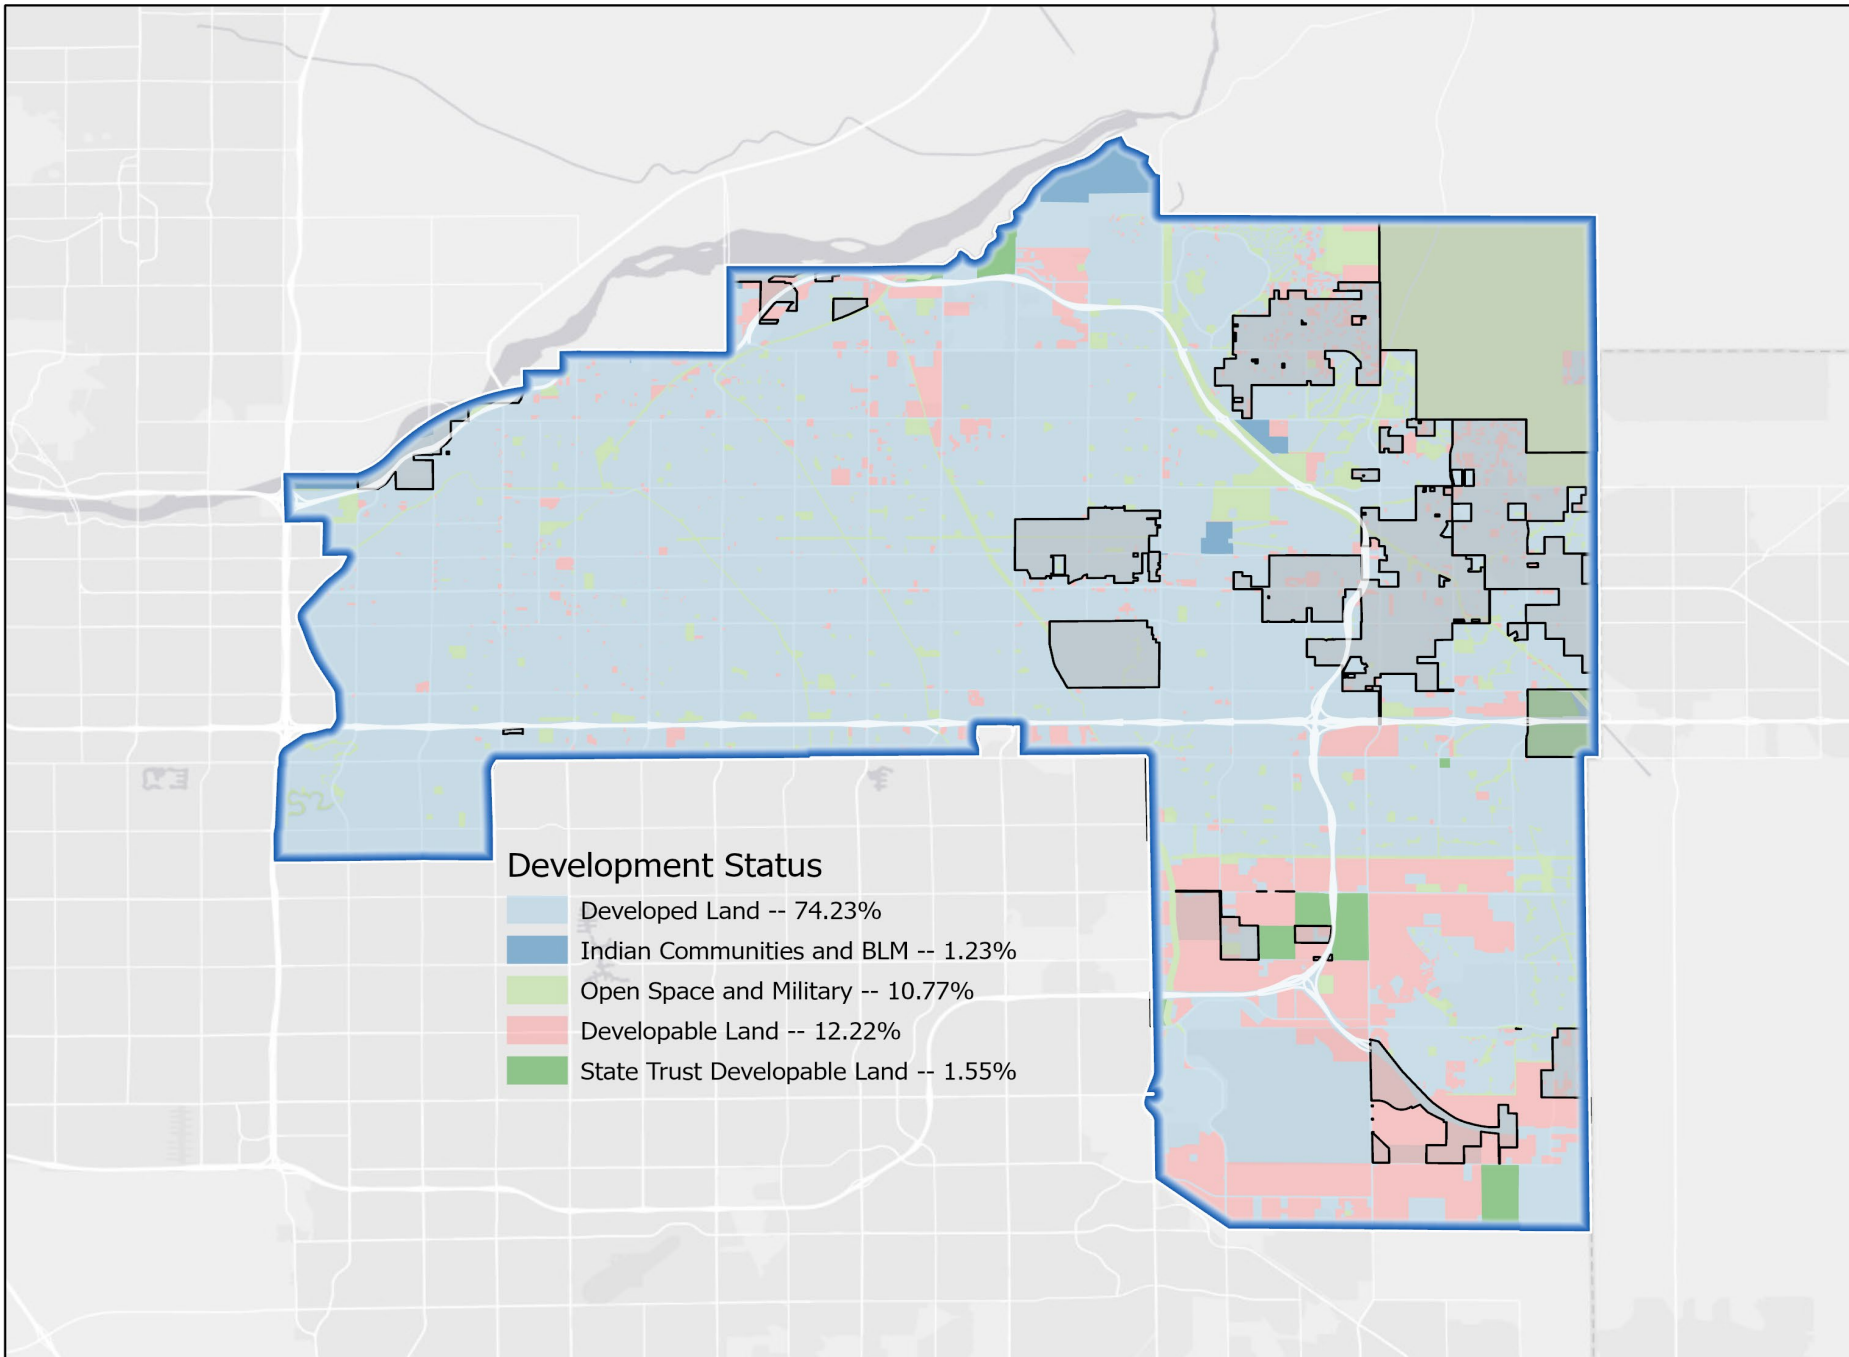 Development Status
Developed Land -- 74.23%
Indian Communities and BLM -- 1.23%
Open Space and Military -- 10.77%
Developable Land -- 12.22%
State Trust Developable Land -- 1.55%